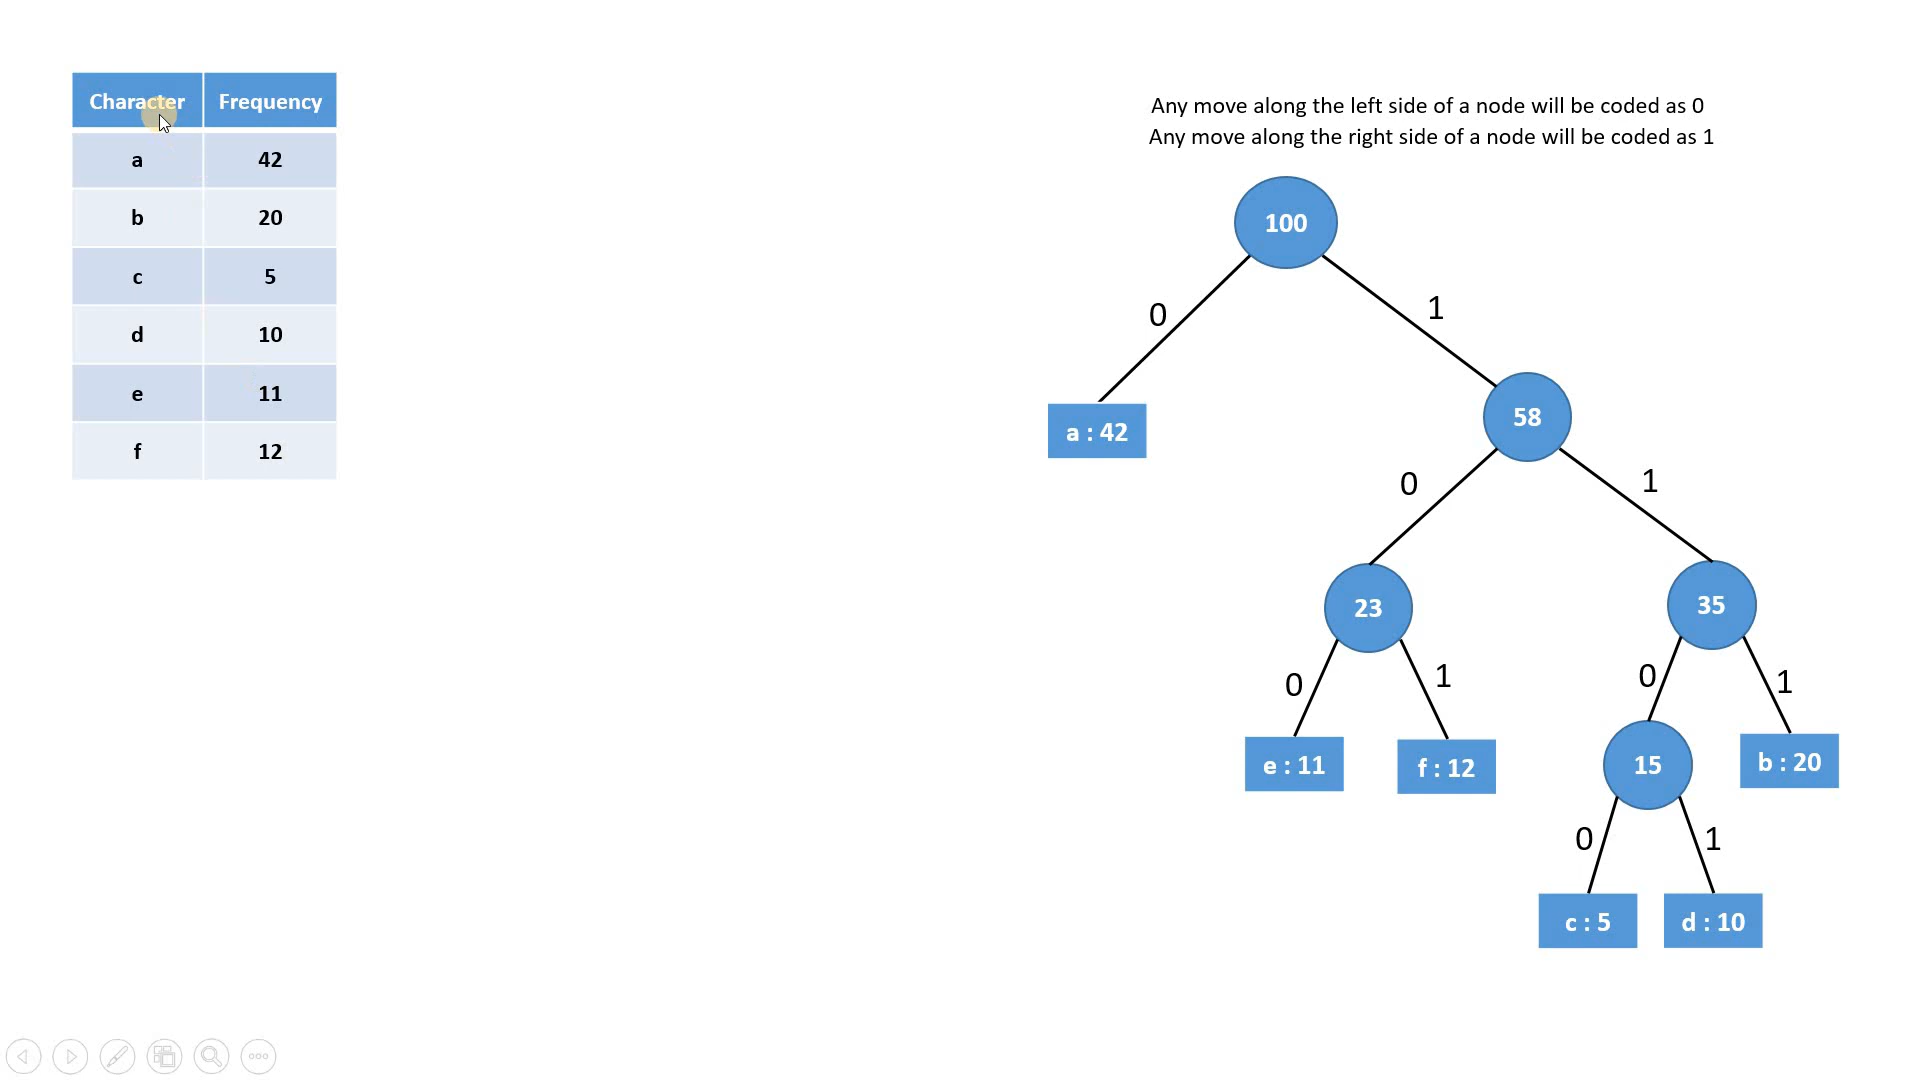 Character Frequency
a 42
b 20
c 5
d 10
e 11
f 12
Any move along the left side of a node will be coded as 0
Any move along the right side of a node will be coded as 1
100
0 1
a : 42
58
0 1
23
35
0 1 0 1
e : 11
f : 12
15
b : 20
0 1
c : 5
d : 10